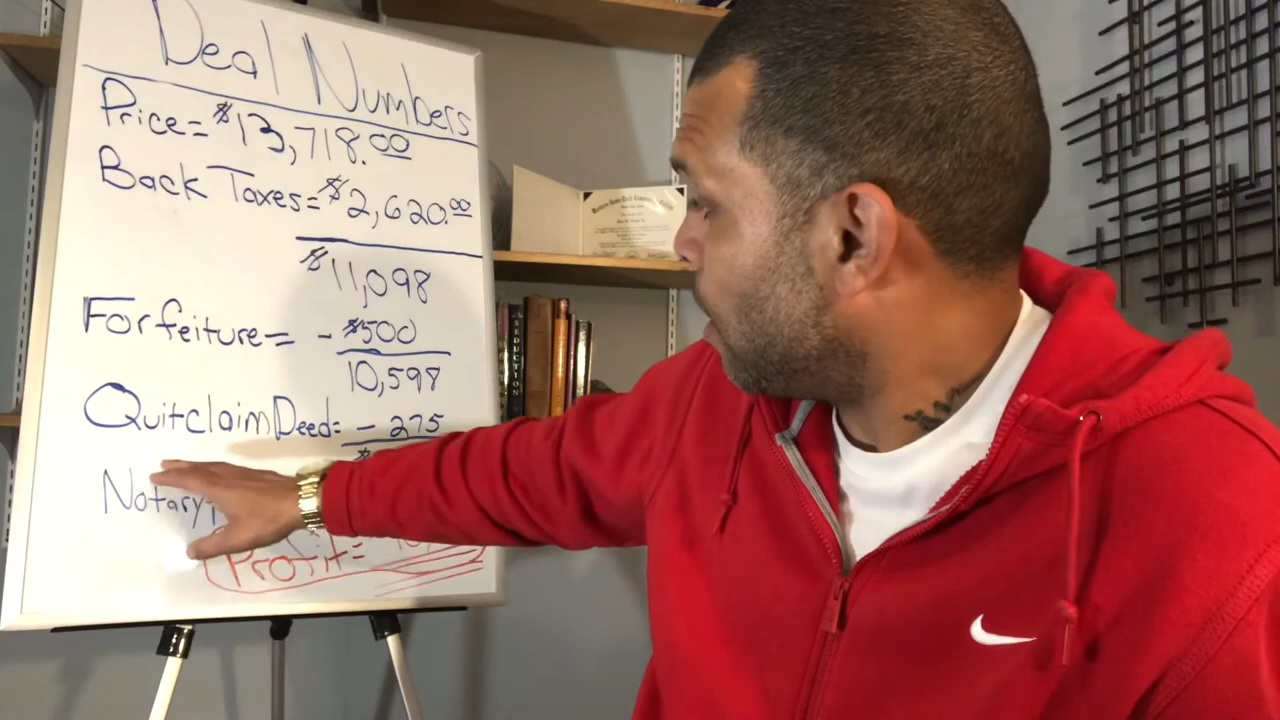 Deal Numbers
Price= $13,718.00
Back Taxes= $2,620.00
$11,098
Forfeiture= - $500
10,598
Quitclaim Deed= - 275
$
Notary
Profit=
SEDUCTION